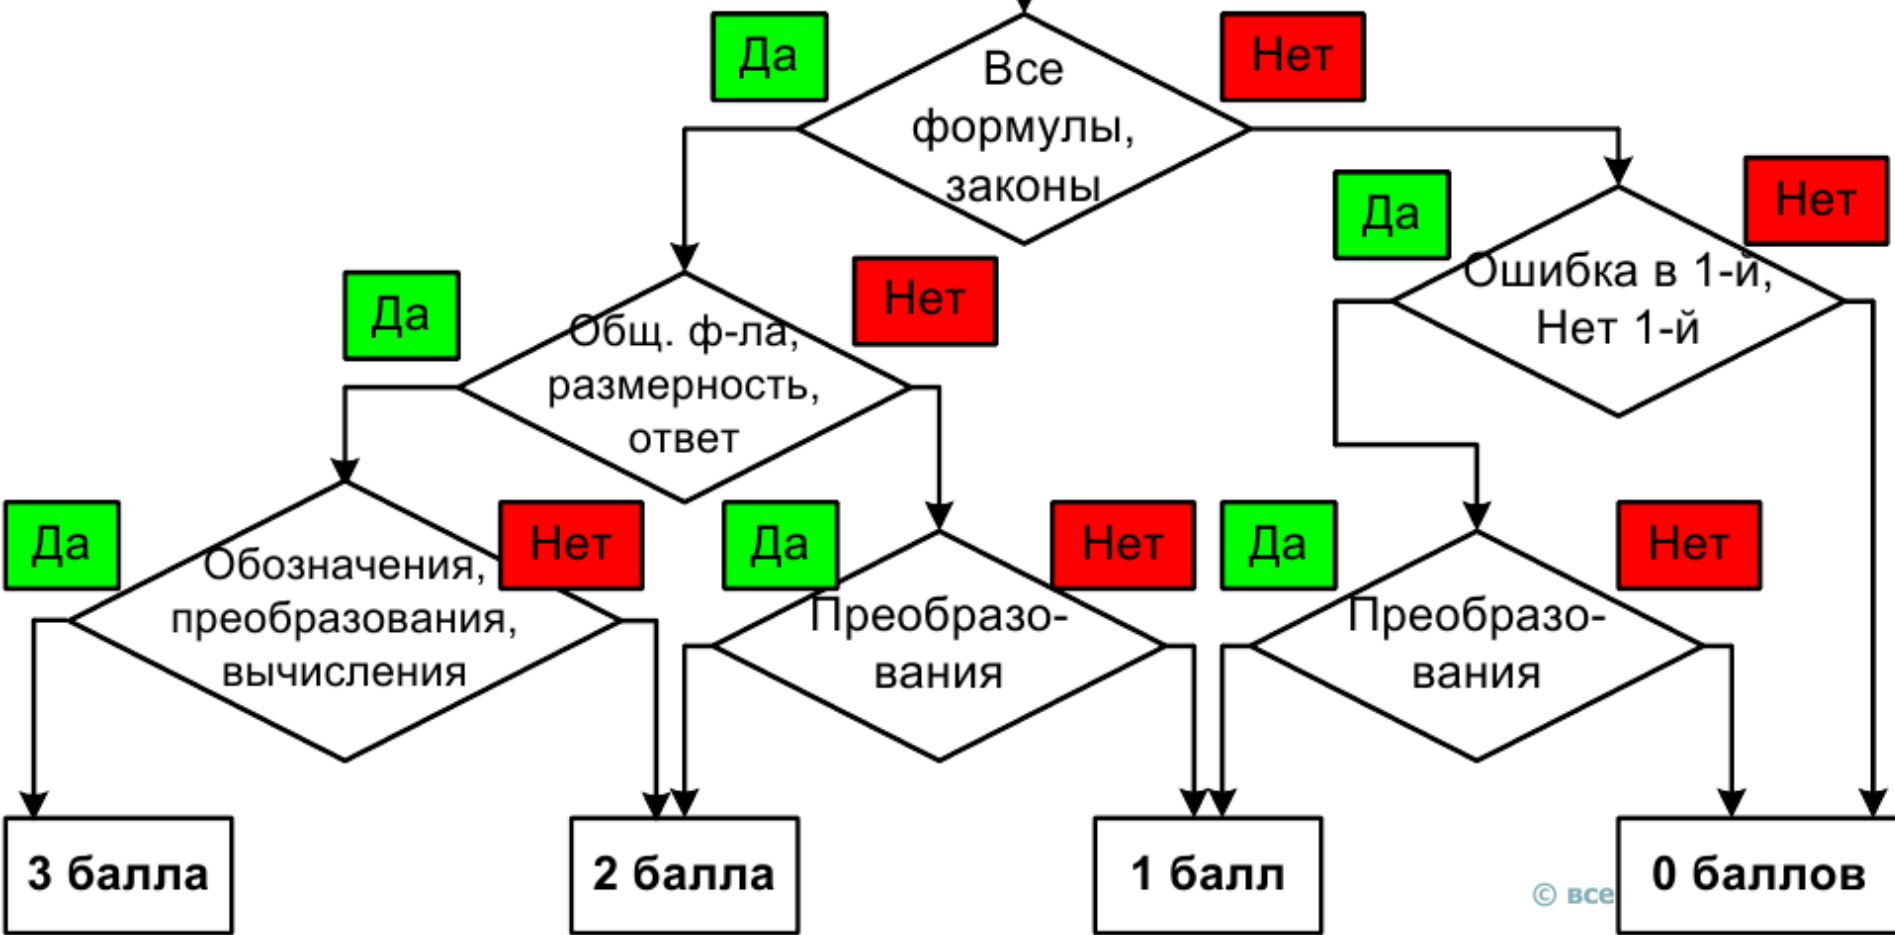 Да
Нет
Все
формулы,
законы
Да
Нет
Ошибка в 1-й,
Нет 1-й
Да
Нет
Общ. ф-ла,
размерность,
ответ
Да
Нет
Обозначения,
преобразования,
вычисления
Да
Нет
Преобразо-
вания
Да
Нет
Преобразо-
вания
3 балла
2 балла
1 балл
0 баллов
© все